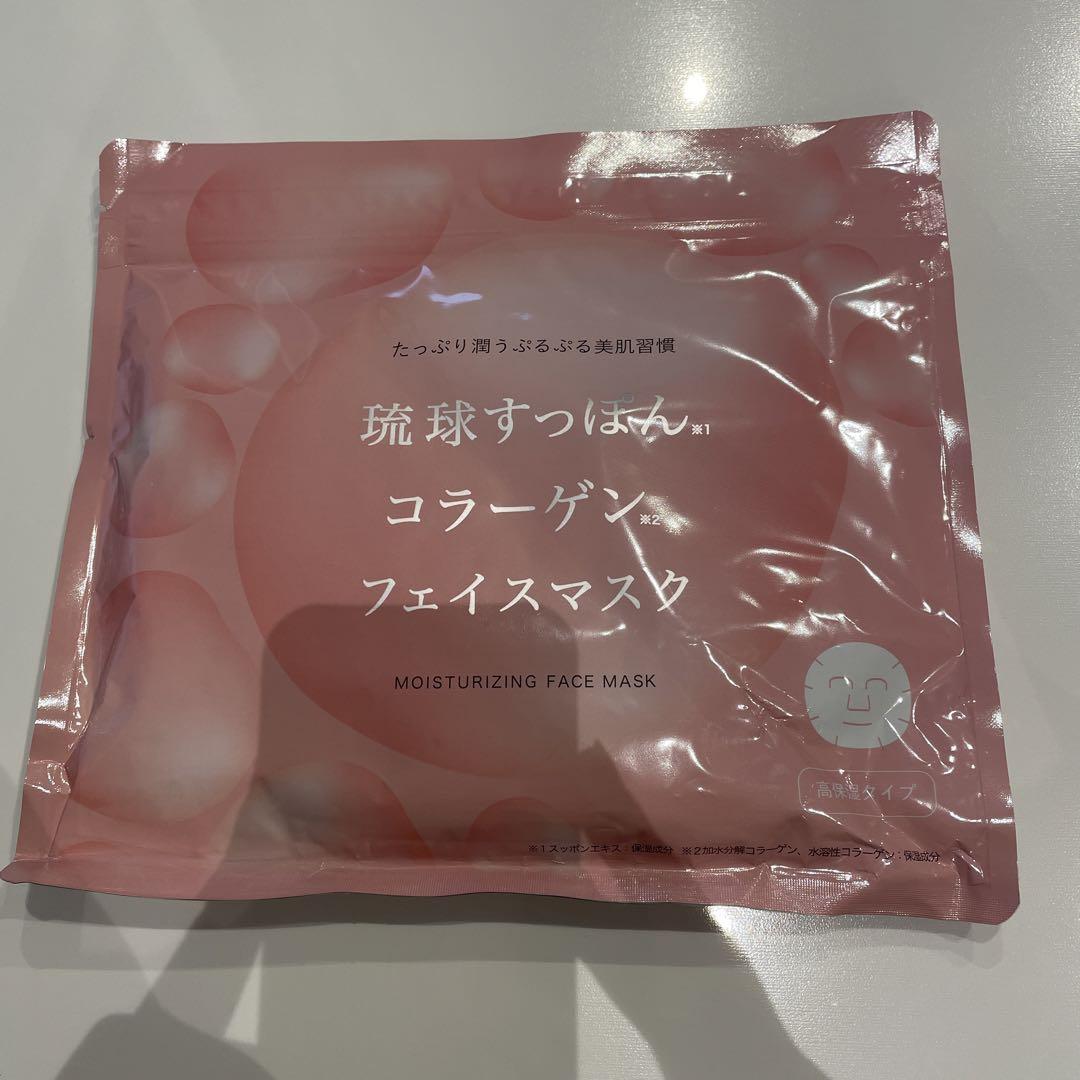 たっぷり潤うぷるぷる美肌習慣
琉球すっぽん※1
コラーゲン※2
フェイスマスク
MOISTURIZING FACE MASK
高保湿タイプ
※1スッポンエキス:保湿成分 ※2加水分解コラーゲン、水溶性コラーゲン:保湿成分